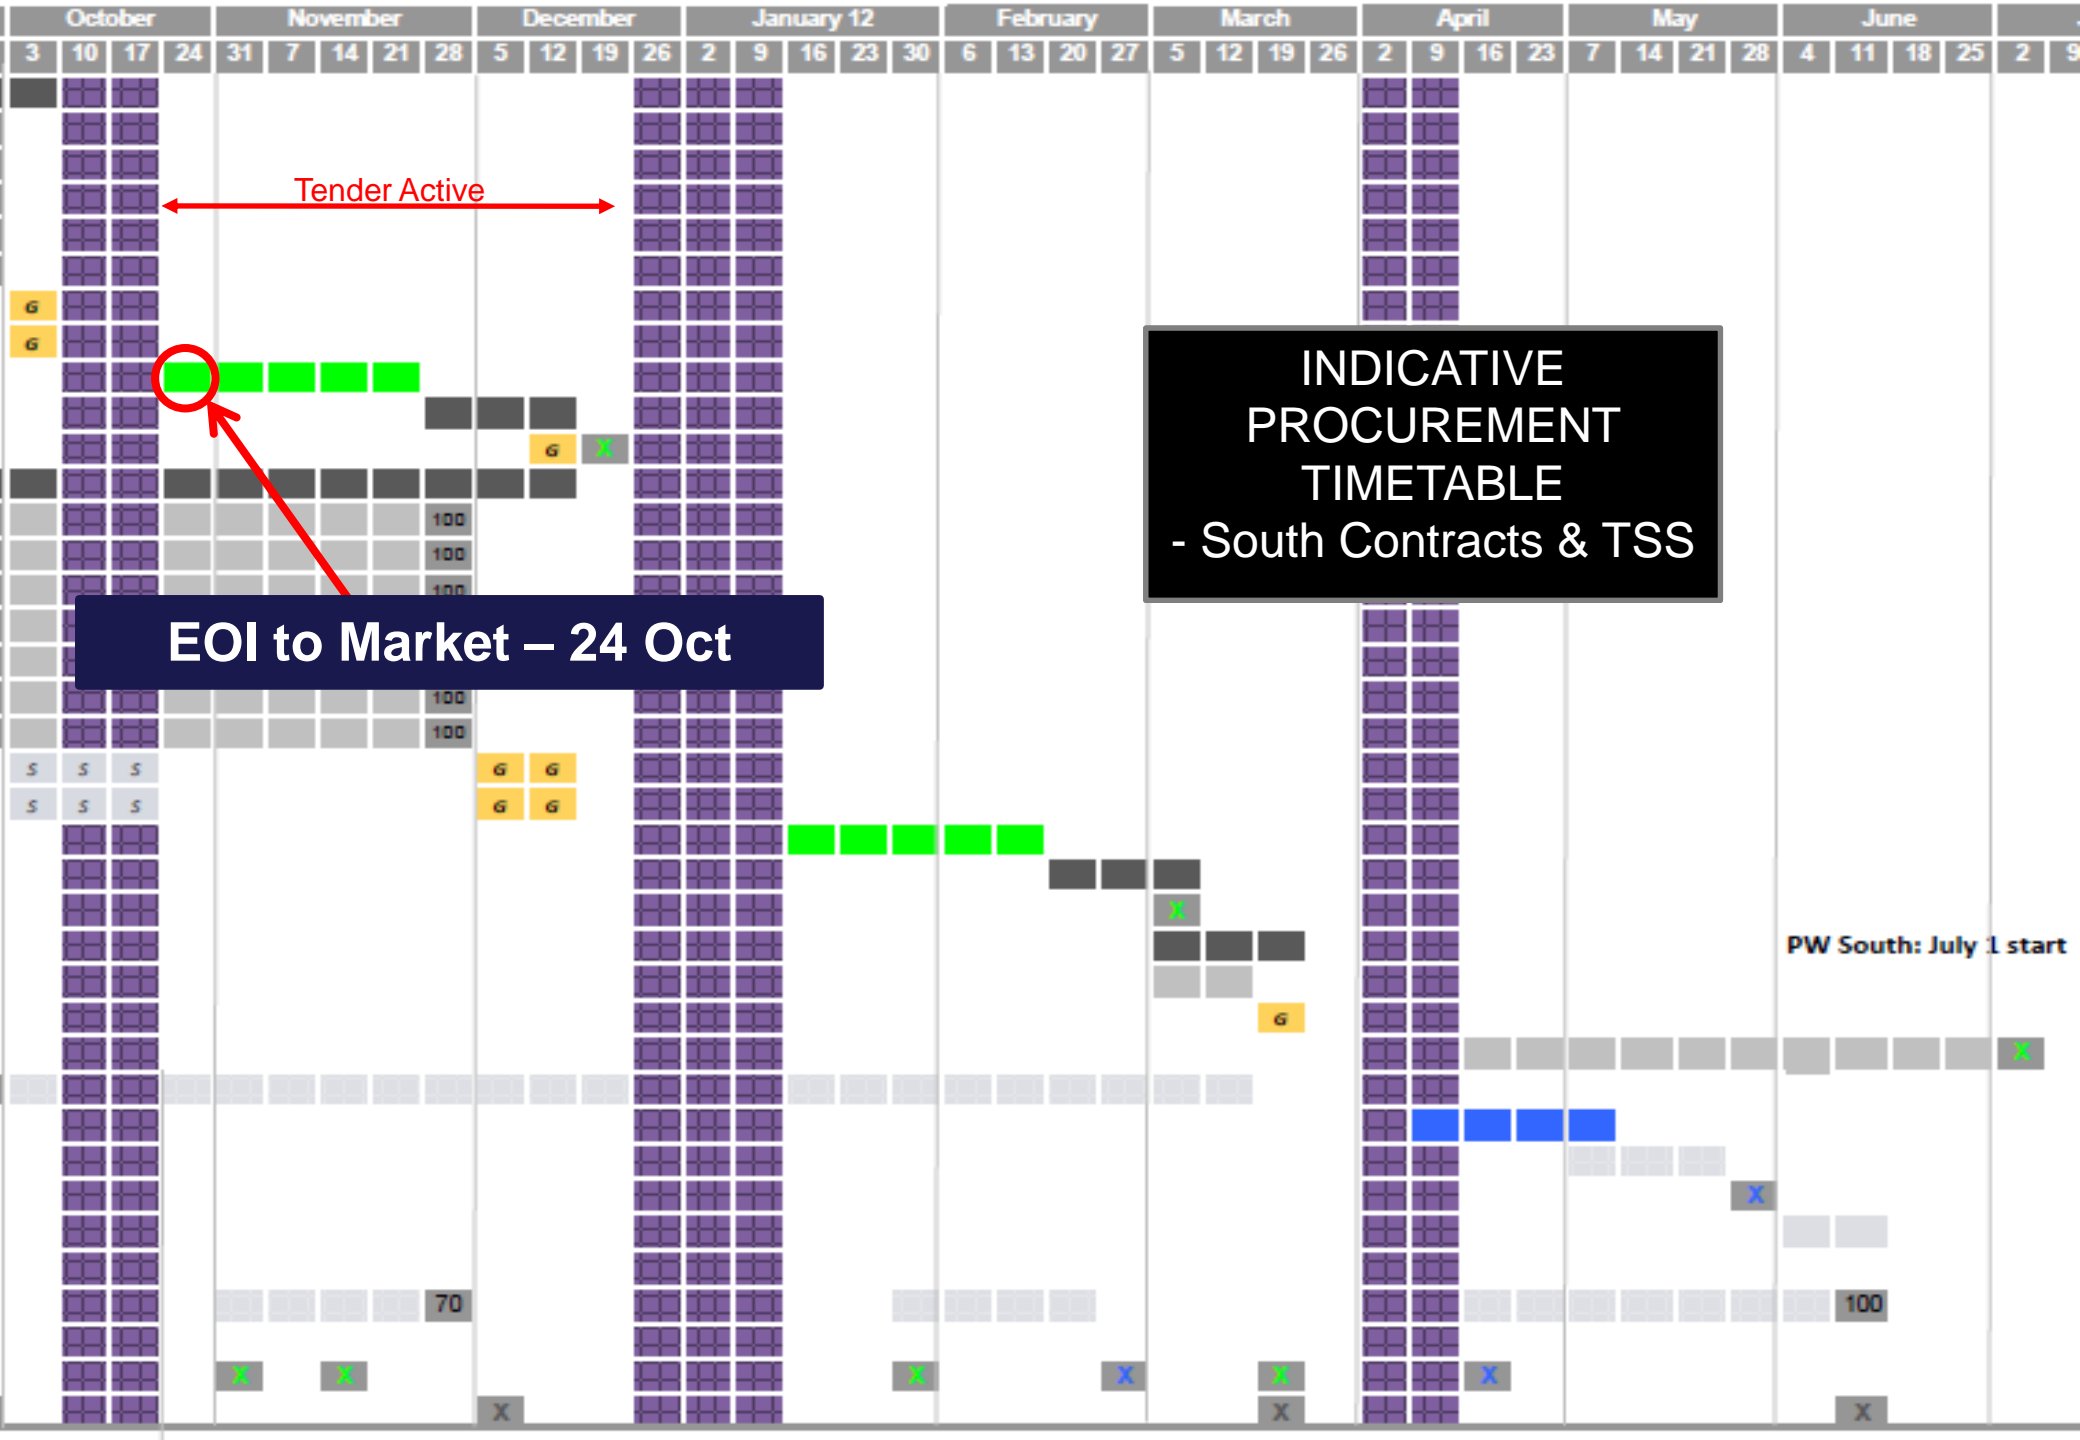 October November December January 12 February March April May June
3 10 17 24 31 7 14 21 28 5 12 19 26 2 9 16 23 30 6 13 20 27 5 12 19 26 2 9 16 23 7 14 21 28 4 11 18 25 2 9
Tender Active
G
G
INDICATIVE
PROCUREMENT
TIMETABLE
- South Contracts & TSS
G X
100
100
100
EOI to Market – 24 Oct
100
100
S S S G G
S S S G G
X
PW South: July 1 start
G
X
X
70 100
X X X X X X
X X X